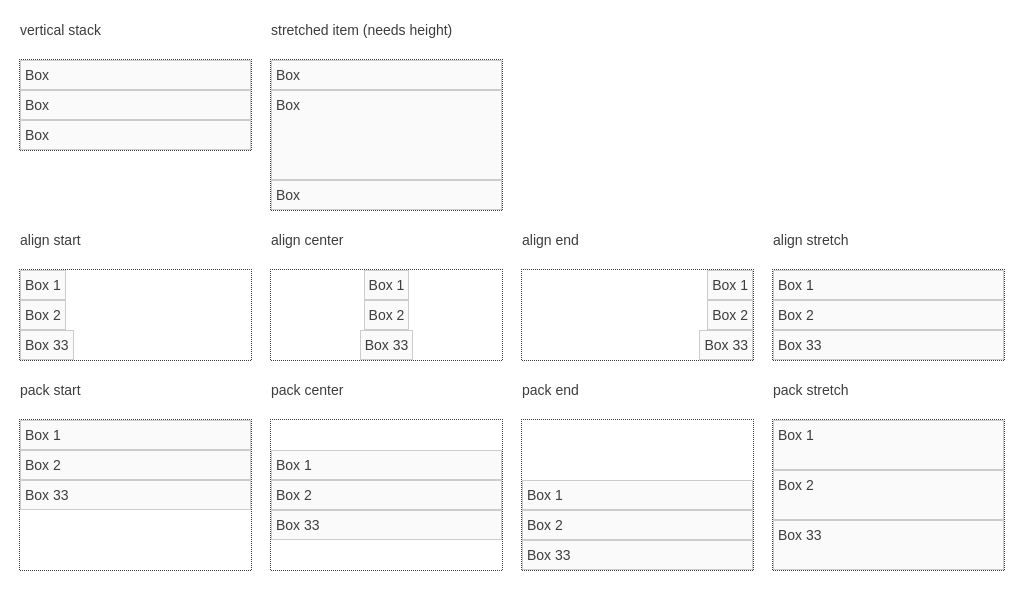 vertical stack
Box
Box
Box
stretched item (needs height)
Box
Box
Box
align start
Box 1
Box 2
Box 33
align center
Box 1
Box 2
Box 33
align end
Box 1
Box 2
Box 33
align stretch
Box 1
Box 2
Box 33
pack start
Box 1
Box 2
Box 33
pack center
Box 1
Box 2
Box 33
pack end
Box 1
Box 2
Box 33
pack stretch
Box 1
Box 2
Box 33